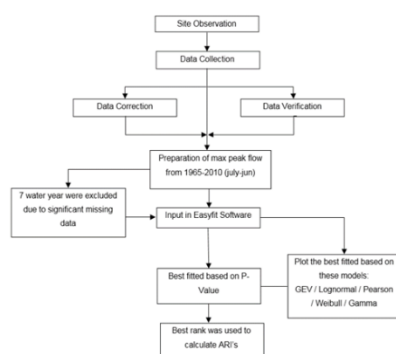 Site Observation
Data Collection
Data Correction
Data Verification
Preparation of max peak flow
from 1965-2010 (july-jun)
7 water year were excluded
due to significant missing
data
Input in Easyfit Software
Plot the best fitted based on
these models:
GEV / Lognormal / Pearson
/ Weibull / Gamma
Best fitted based on P-
Value
Best rank was used to
calculate ARI's